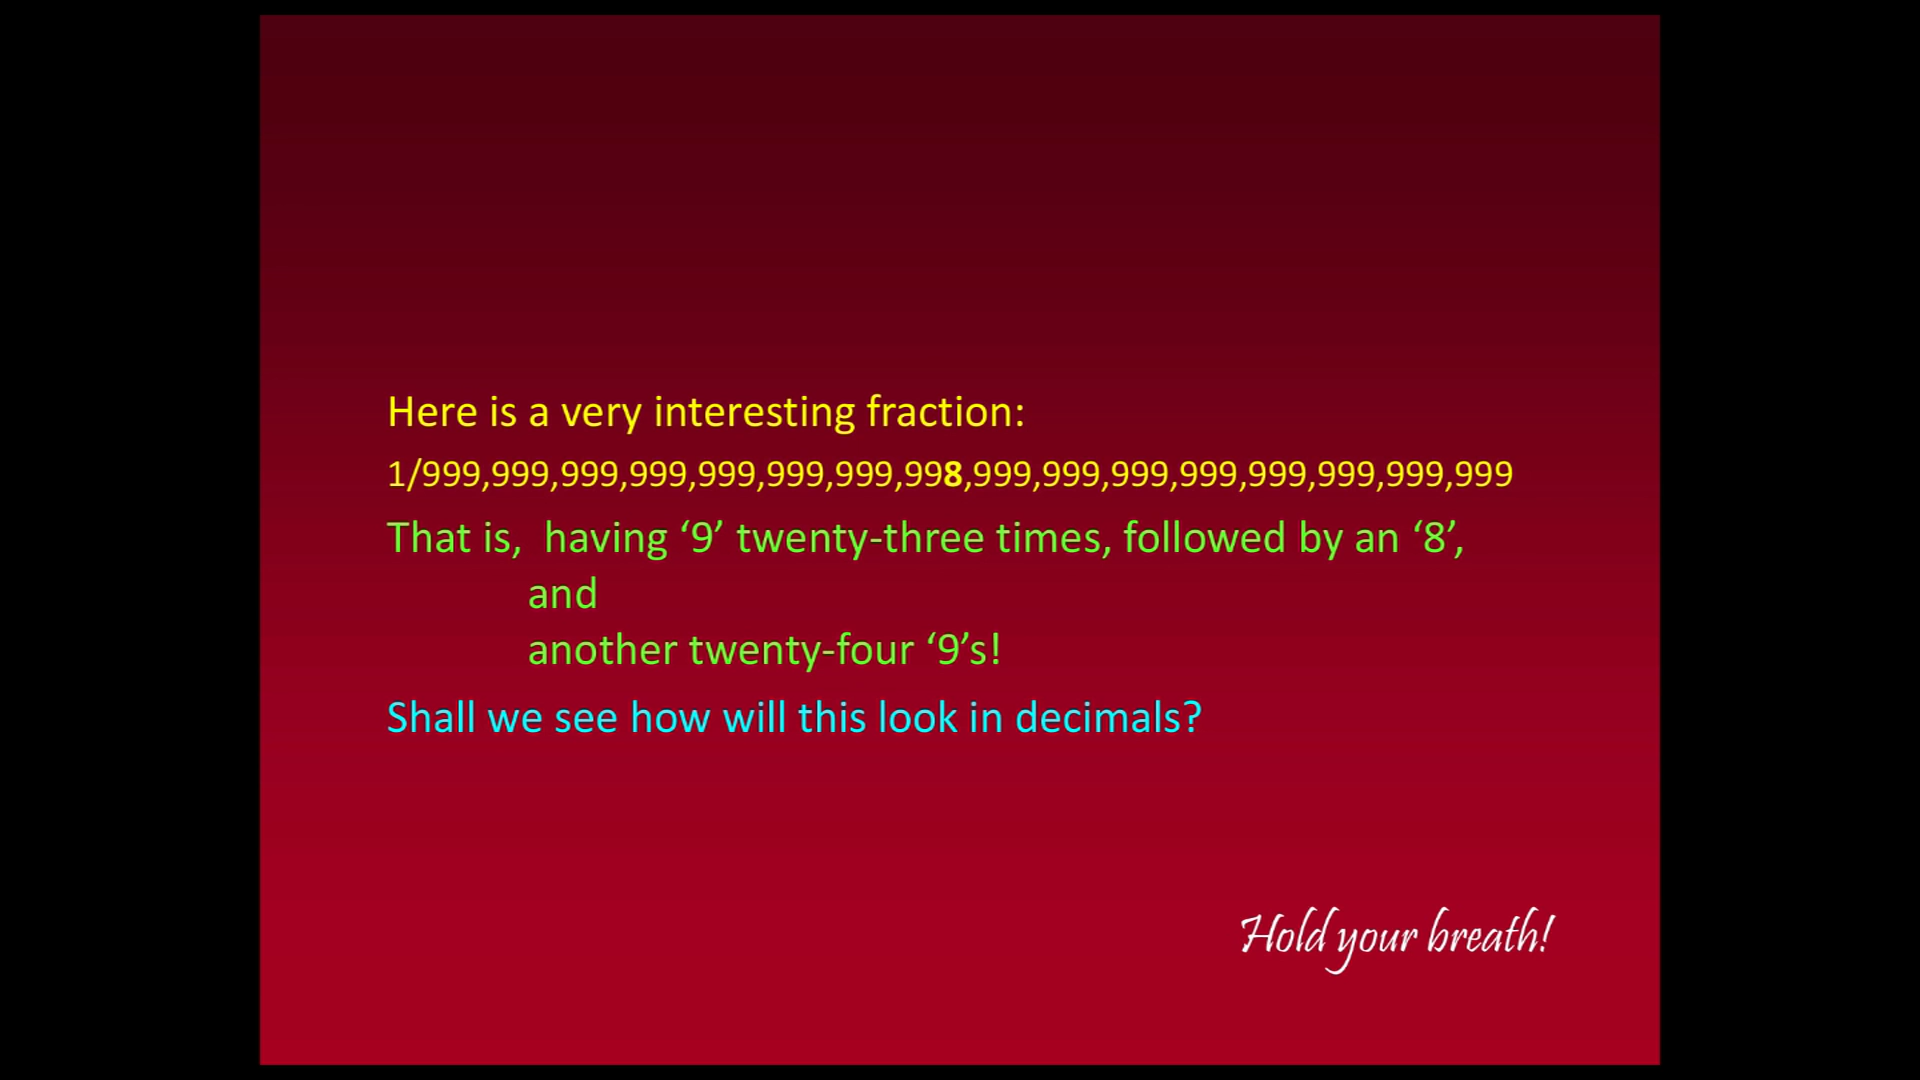 Here is a very interesting fraction:
1/999,999,999,999,999,999,999,998,999,999,999,999,999,999,999,999
That is, having ‘9’ twenty-three times, followed by an ‘8’,
and
another twenty-four ‘9’s!
Shall we see how will this look in decimals?
Hold your breath!